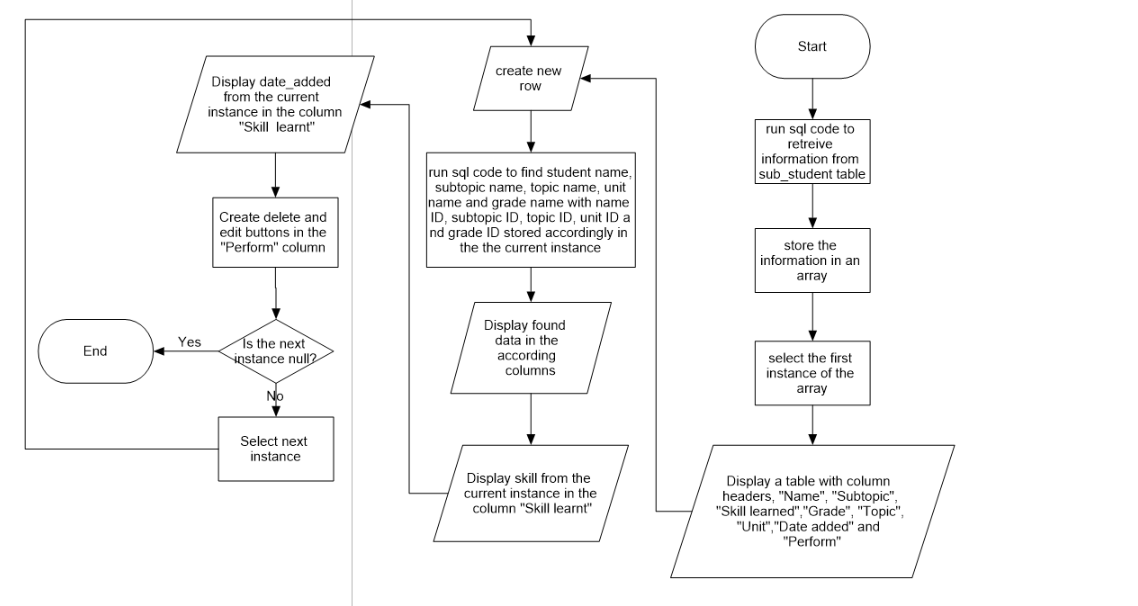 Start
run sql code to
retreive
information from
sub_student table
store the
information in an
array
select the first
instance of the
array
Display a table with column
headers, "Name", "Subtopic",
"Skill learned","Grade", "Topic",
"Unit","Date added" and
"Perform"
create new
row
run sql code to find student name,
subtopic name, topic name, unit
name and grade name with name
ID, subtopic ID, topic ID, unit ID a
nd grade ID stored accordingly in
the the current instance
Display found
data in the
according
columns
Display skill from the
current instance in the
column "Skill learnt"
Display date_added
from the current
instance in the column
"Skill learnt"
Create delete and
edit buttons in the
"Perform" column
Is the next
instance null?
Yes
End
No
Select next
instance